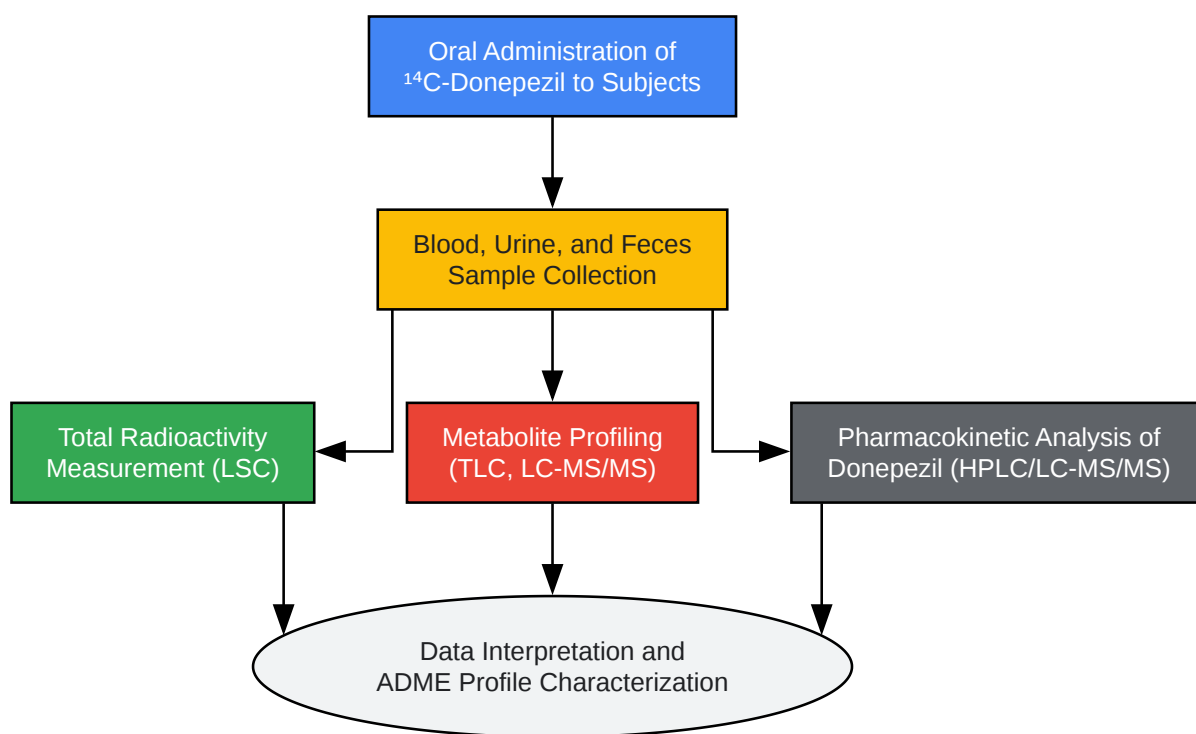 Oral Administration of
¹⁴C-Donepezil to Subjects
Blood, Urine, and Feces
Sample Collection
Total Radioactivity
Measurement (LSC)
Metabolite Profiling
(TLC, LC-MS/MS)
Pharmacokinetic Analysis of
Donepezil (HPLC/LC-MS/MS)
Data Interpretation and
ADME Profile Characterization